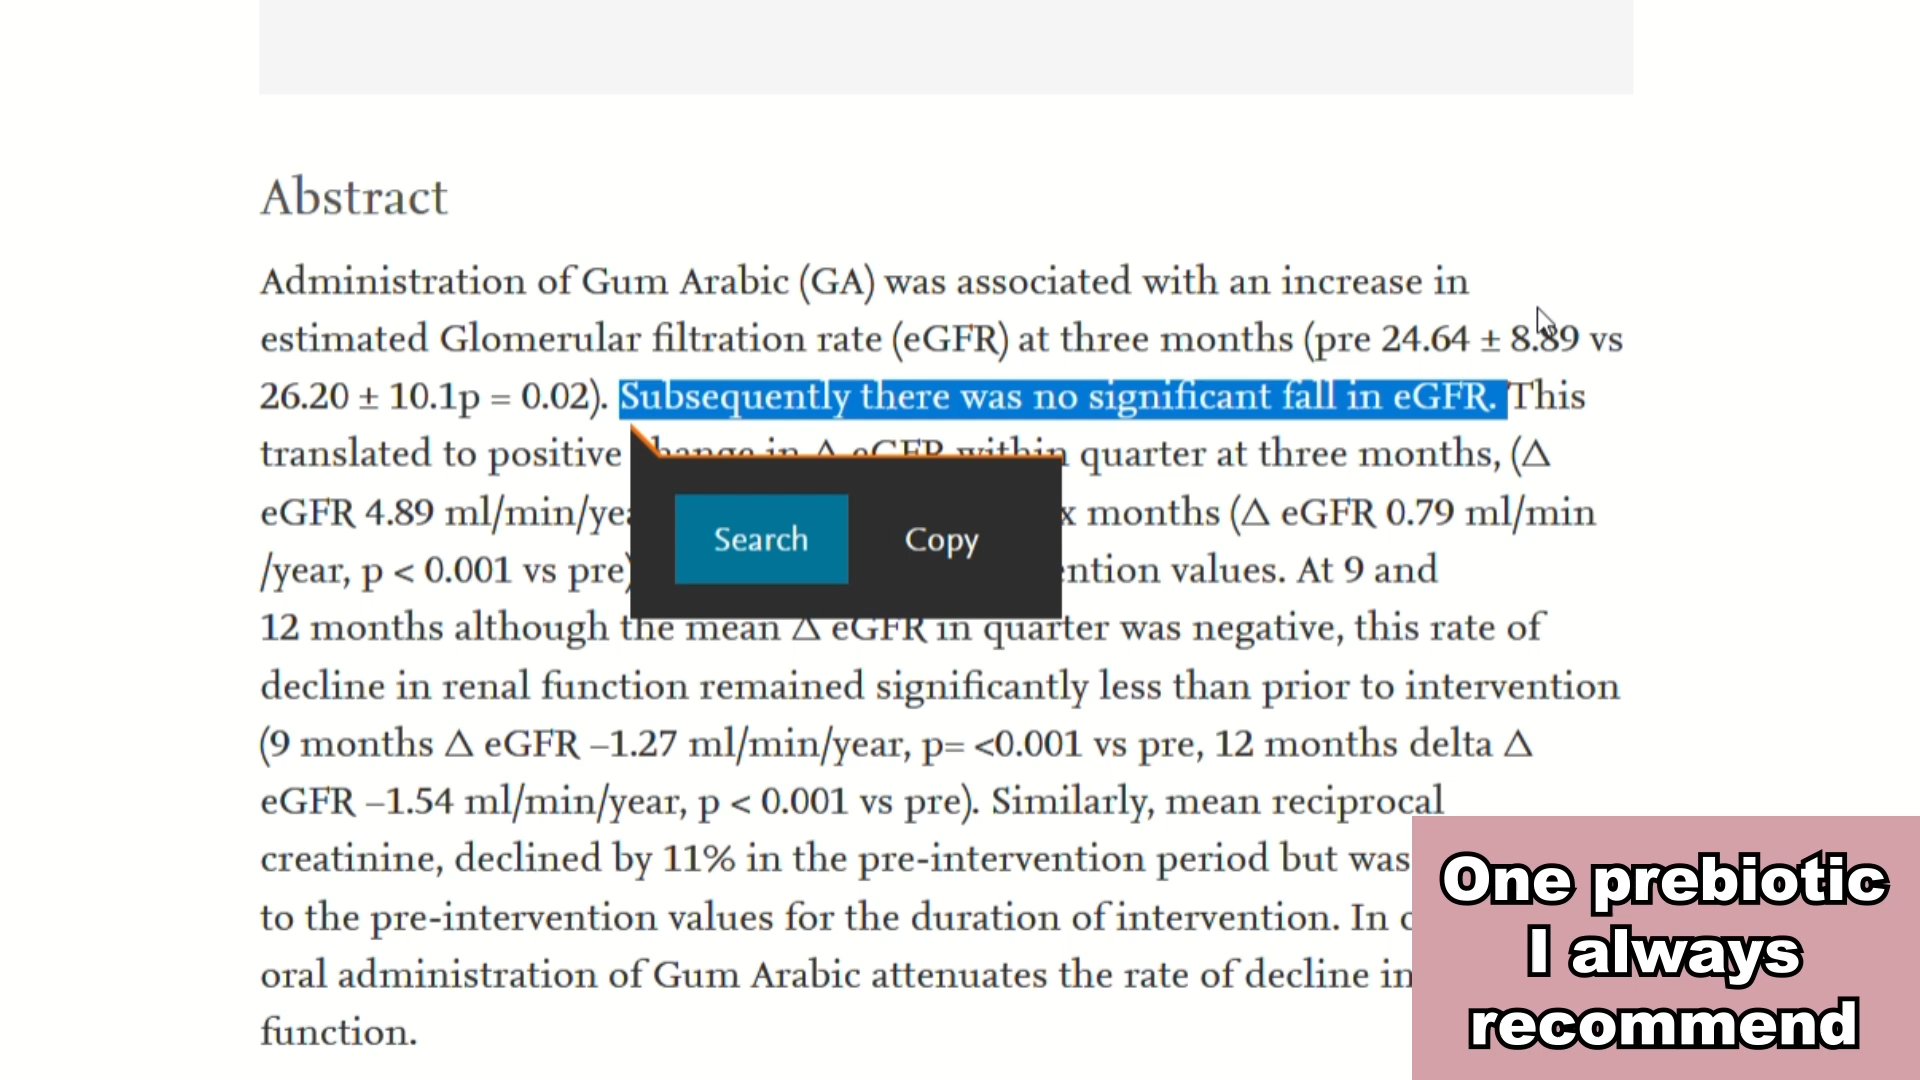 Abstract
Administration of Gum Arabic (GA) was associated with an increase in
estimated Glomerular filtration rate (eGFR) at three months (pre 24.64 ± 8.89 vs
26.20 ± 10.1p = 0.02). Subsequently there was no significant fall in eGFR. This
translated to positive change in Δ eGFR within quarter at three months, (Δ
eGFR 4.89 ml/min/yea months (Δ eGFR 0.79 ml/min
Search Copy
/year, p < 0.001 vs pre) ntion values. At 9 and
12 months although the mean Δ eGFR in quarter was negative, this rate of
decline in renal function remained significantly less than prior to intervention
(9 months Δ eGFR –1.27 ml/min/year, p= <0.001 vs pre, 12 months delta Δ
eGFR –1.54 ml/min/year, p < 0.001 vs pre). Similarly, mean reciprocal
creatinine, declined by 11% in the pre-intervention period but was
to the pre-intervention values for the duration of intervention. In
oral administration of Gum Arabic attenuates the rate of decline in
function.
One prebiotic
I always
recommend